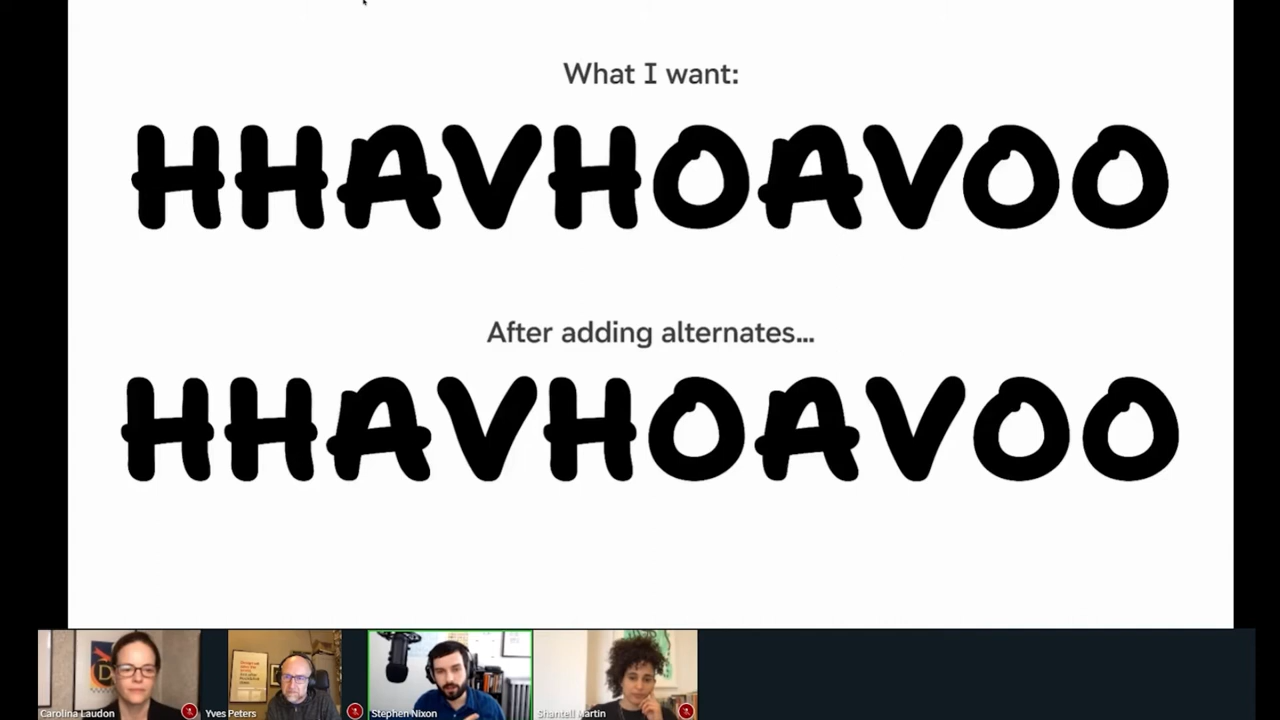 What I want:
HHAVHOAVOO
After adding alternates...
HHAVHOAVOO
Carolina Laudon
Yves Peters
Stephen Nixon
Shantell Martin